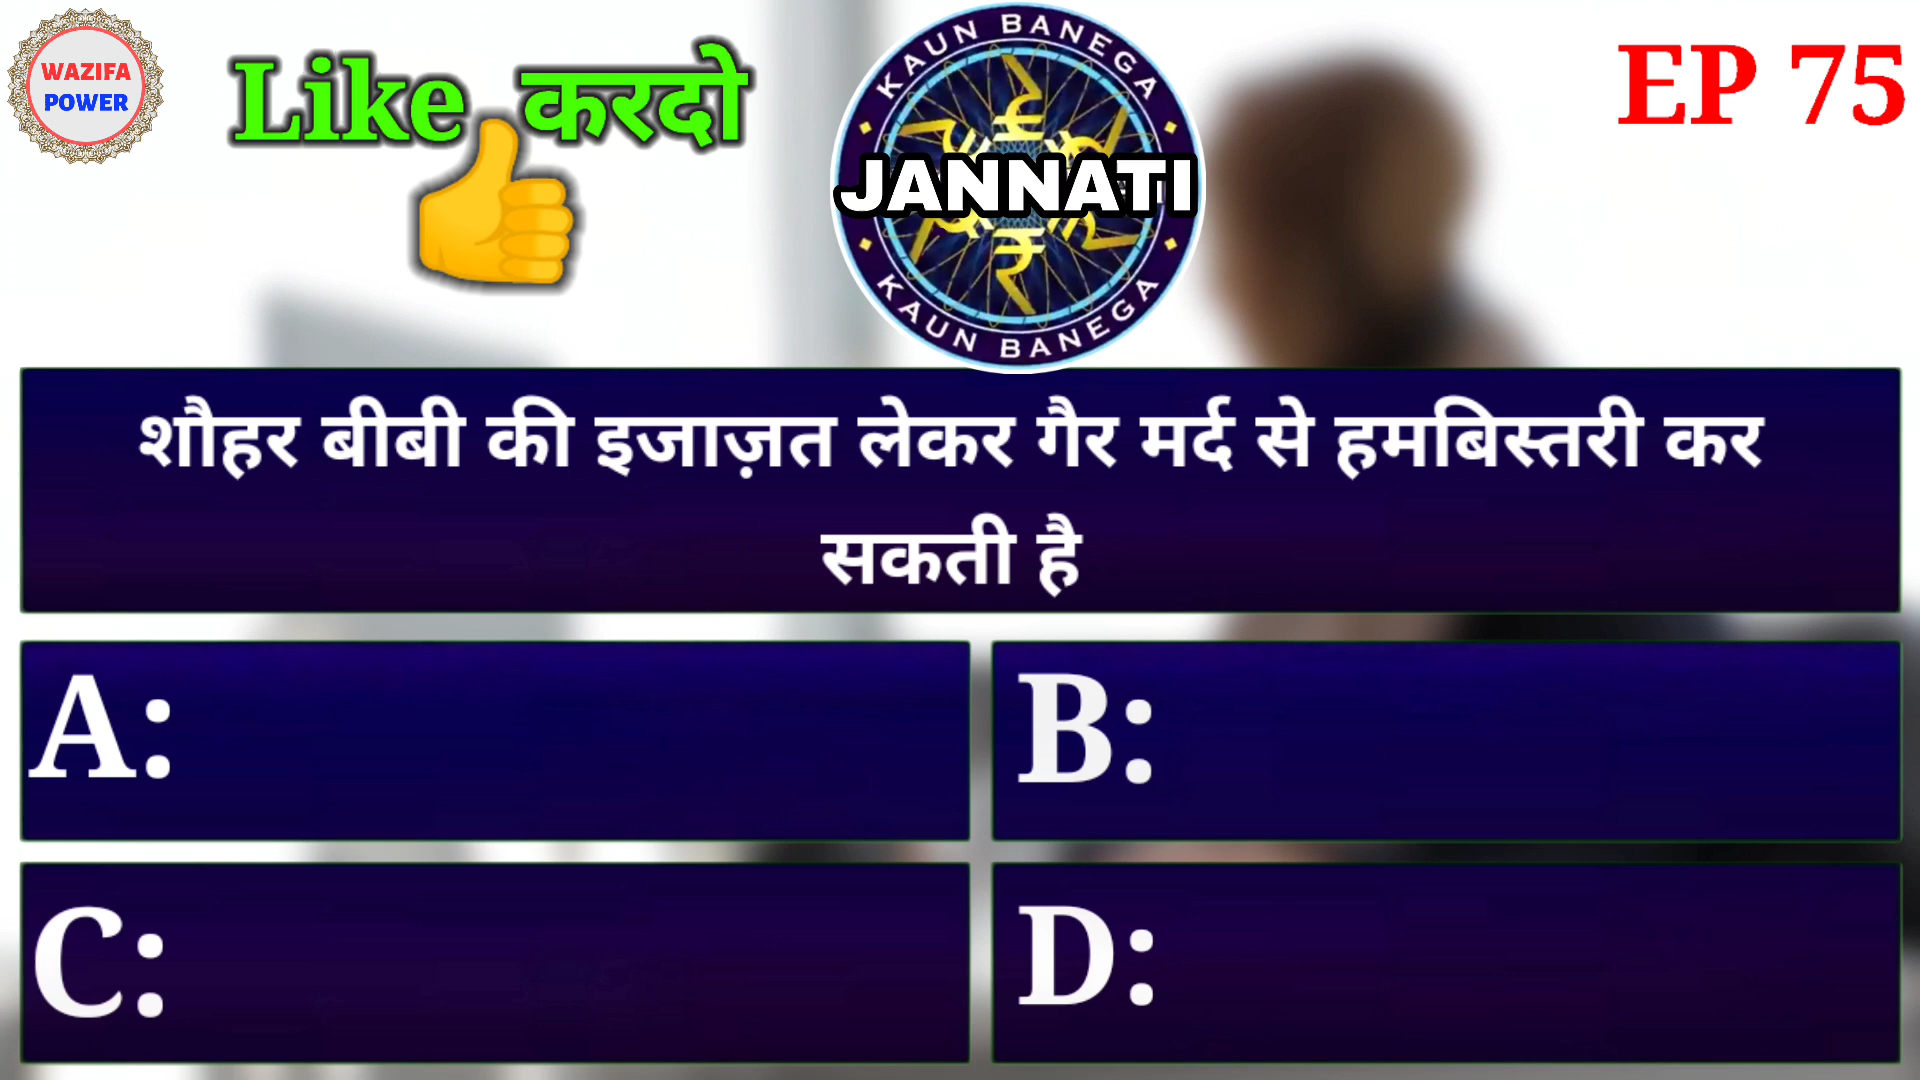 WAZIFA
POWER
Like करदो
KAUN BANEGA
JANNATI
KAUN BANEGA
EP 75
शौहर बीबी की इजाज़त लेकर गैर मर्द से हमबिस्तरी कर
सकती है
A:
B:
C:
D: